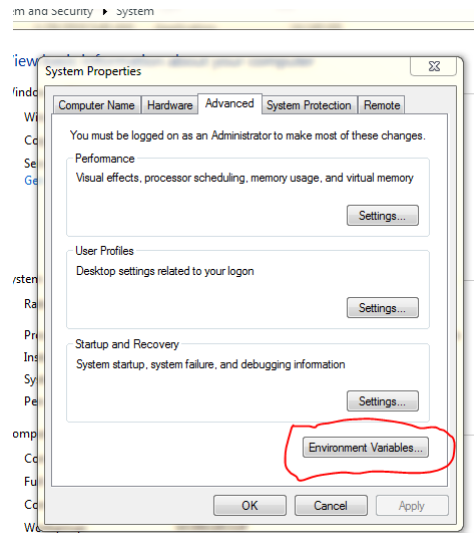 em and Security ▸ System
System Properties
Computer Name Hardware Advanced System Protection Remote
You must be logged on as an Administrator to make most of these changes.
Performance
Visual effects, processor scheduling, memory usage, and virtual memory
Settings...
User Profiles
Desktop settings related to your logon
Settings...
Startup and Recovery
System startup, system failure, and debugging information
Settings...
Environment Variables...
OK Cancel Apply